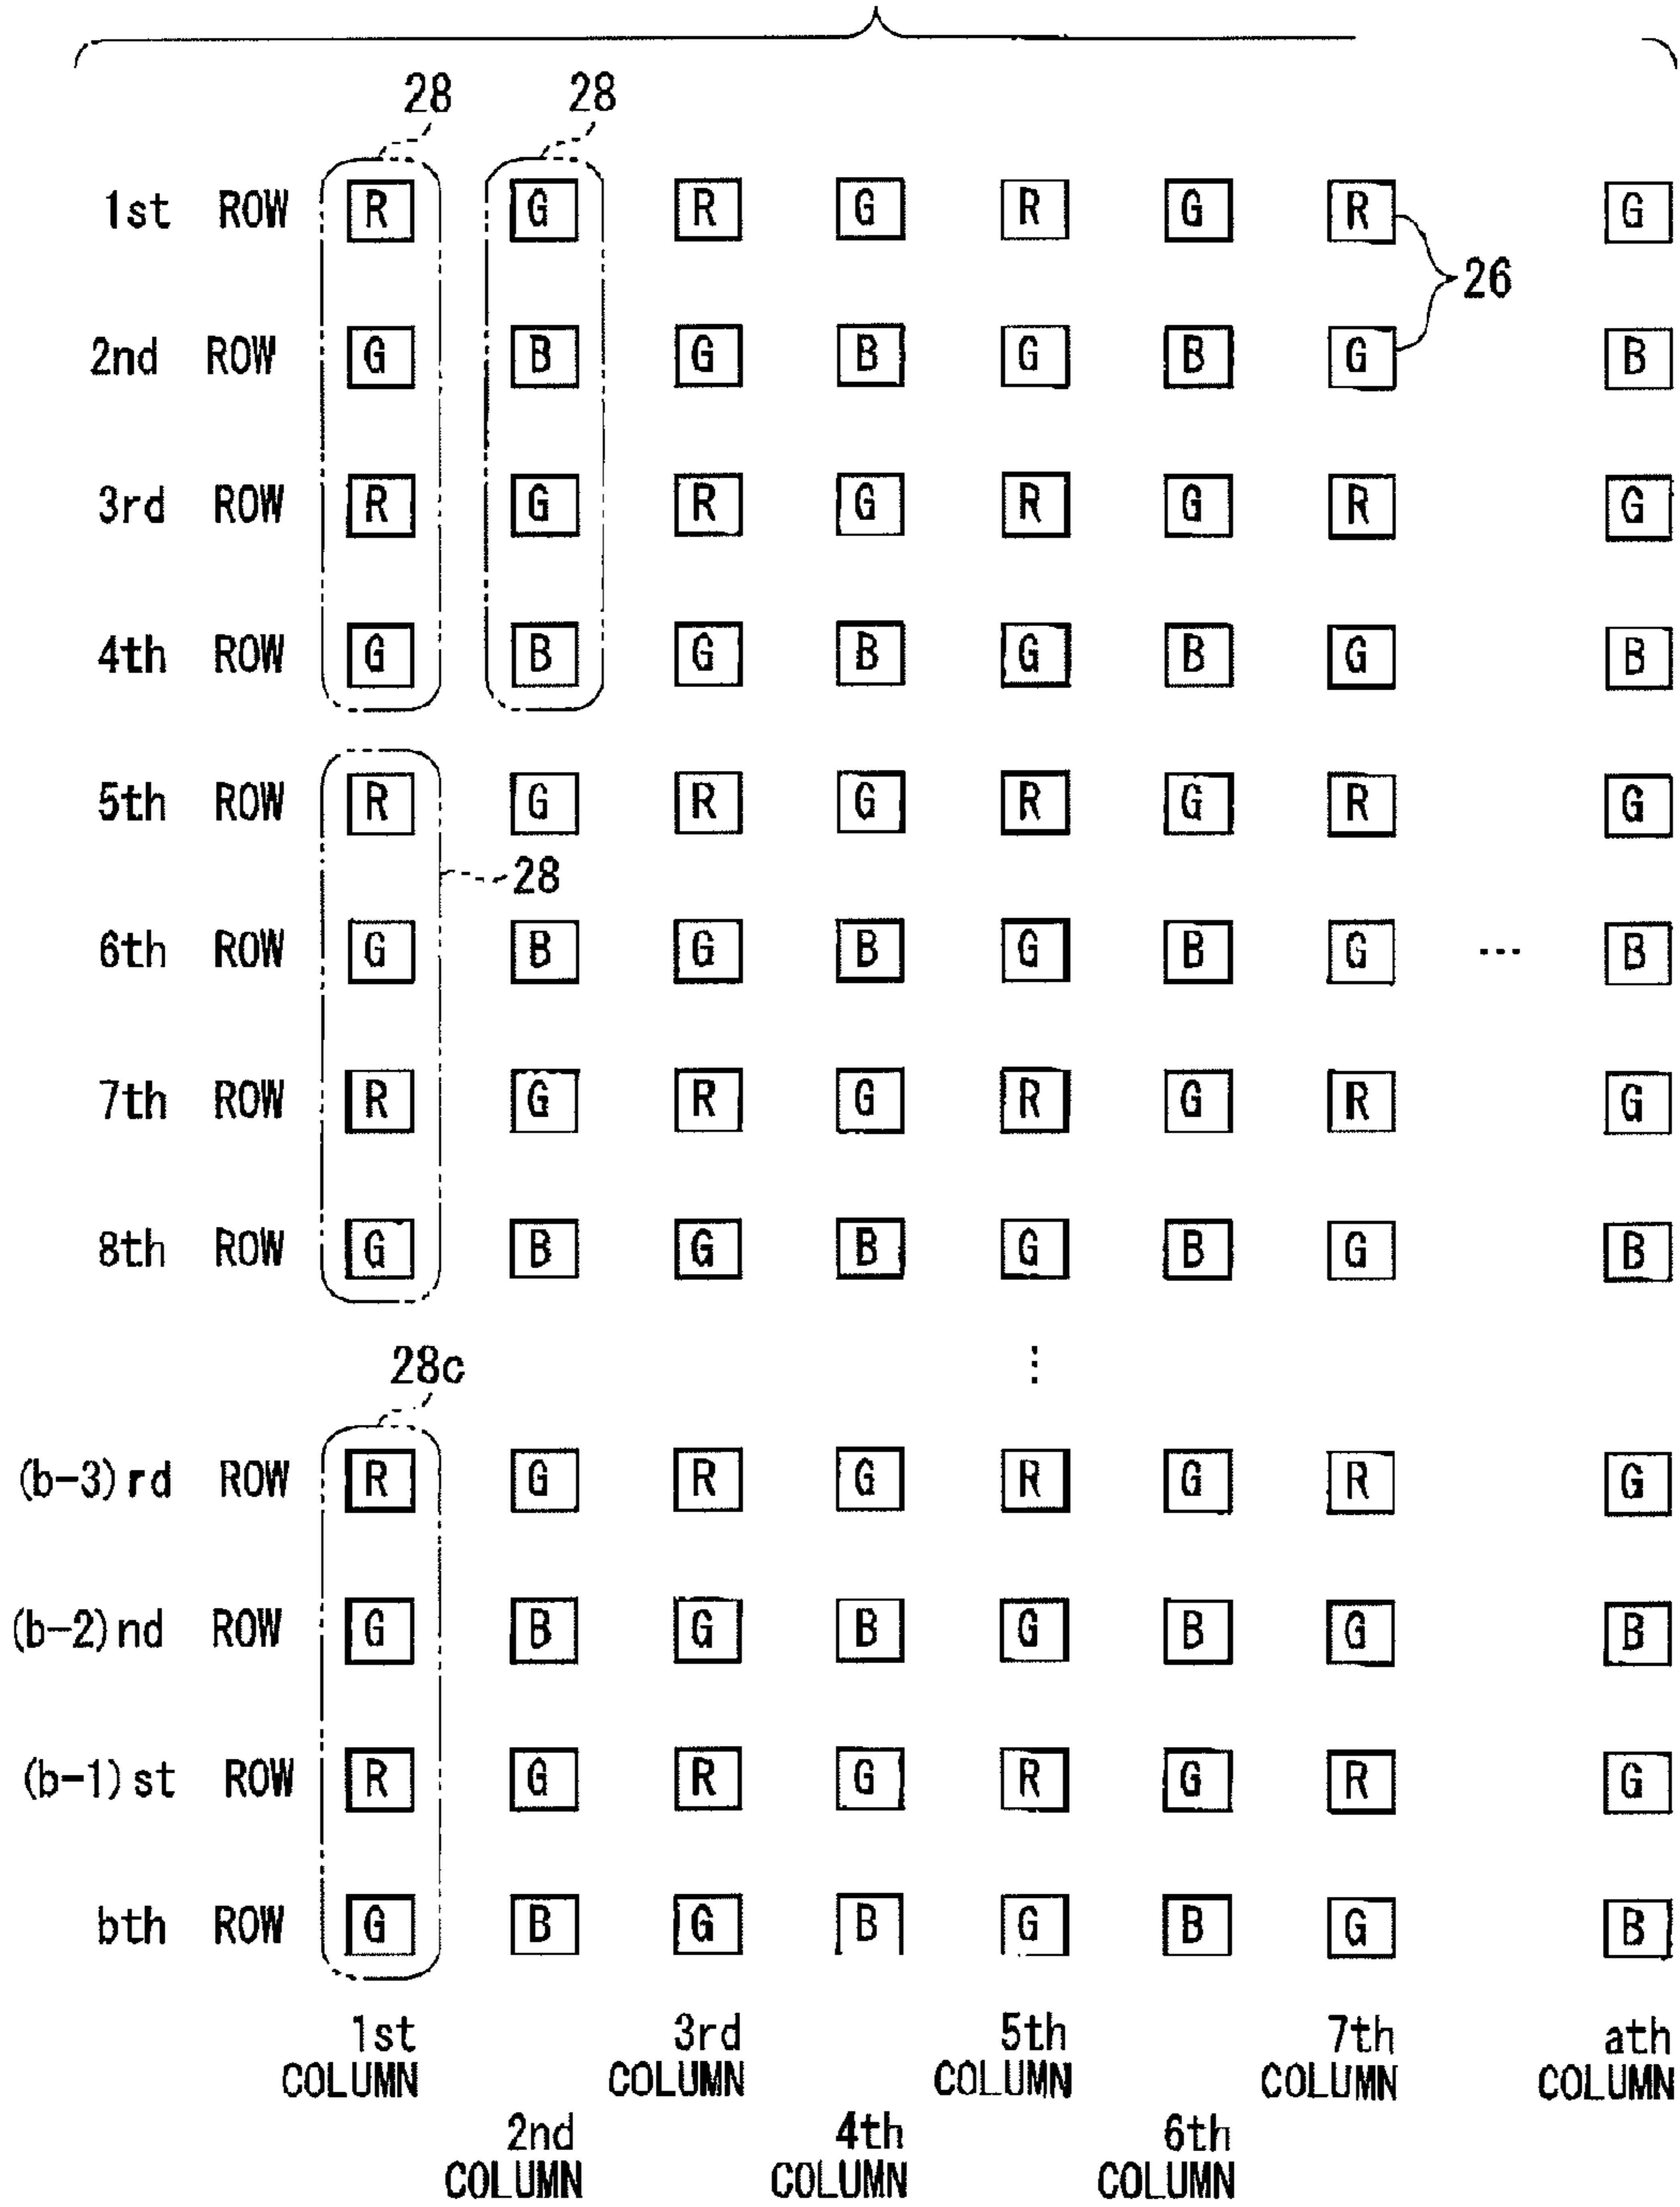 28 28
1st ROW R G R G R G R G
26
2nd ROW G B G B G B G B
3rd ROW R G R G R G R G
4th ROW G B G B G B G B
5th ROW R G R G R G R G
28
6th ROW G B G B G B G ... B
7th ROW R G R G R G R G
8th ROW G B G B G B G B
28c
(b-3)rd ROW R G R G R G R G
(b-2)nd ROW G B G B G B G B
(b-1)st ROW R G R G R G R G
bth ROW G B G B G B G B
1st 3rd 5th 7th ath
COLUMN COLUMN COLUMN COLUMN COLUMN
2nd 4th 6th
COLUMN COLUMN COLUMN